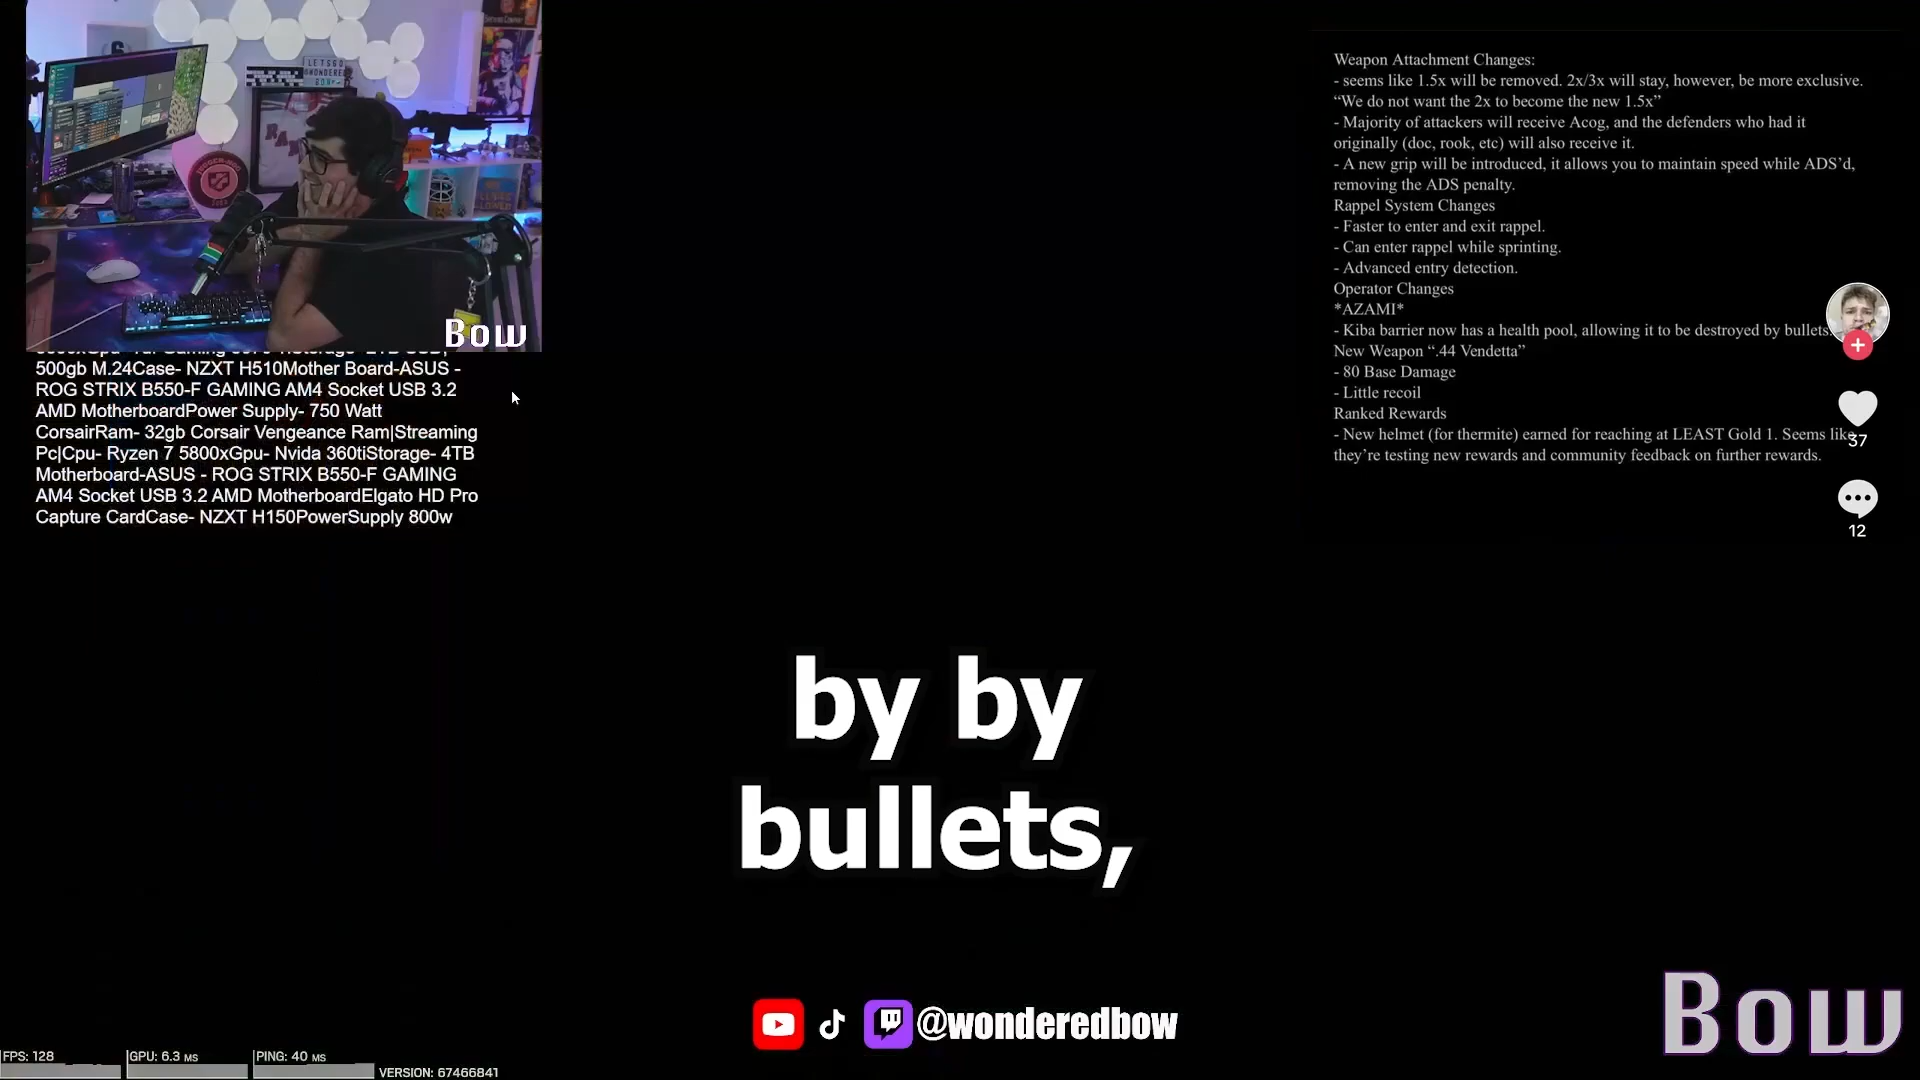 LETSGO
WONDERED
BOW
Bow
500gb M.24Case- NZXT H510Mother Board-ASUS -
ROG STRIX B550-F GAMING AM4 Socket USB 3.2
AMD MotherboardPower Supply- 750 Watt
CorsairRam- 32gb Corsair Vengeance Ram|Streaming
Pc|Cpu- Ryzen 7 5800xGpu- Nvida 360tiStorage- 4TB
Motherboard-ASUS - ROG STRIX B550-F GAMING
AM4 Socket USB 3.2 AMD MotherboardElgato HD Pro
Capture CardCase- NZXT H150PowerSupply 800w
Weapon Attachment Changes:
- seems like 1.5x will be removed. 2x/3x will stay, however, be more exclusive.
“We do not want the 2x to become the new 1.5x”
- Majority of attackers will receive Acog, and the defenders who had it
originally (doc, rook, etc) will also receive it.
- A new grip will be introduced, it allows you to maintain speed while ADS’d,
removing the ADS penalty.
Rappel System Changes
- Faster to enter and exit rappel.
- Can enter rappel while sprinting.
- Advanced entry detection.
Operator Changes
*AZAMI*
- Kiba barrier now has a health pool, allowing it to be destroyed by bullets.
New Weapon “.44 Vendetta”
- 80 Base Damage
- Little recoil
Ranked Rewards
- New helmet (for thermite) earned for reaching at LEAST Gold 1. Seems like
they’re testing new rewards and community feedback on further rewards.
37
12
by by
bullets,
@wonderedbow
Bow
FPS: 128
GPU: 6.3 MS
PING: 40 MS
VERSION: 67466841